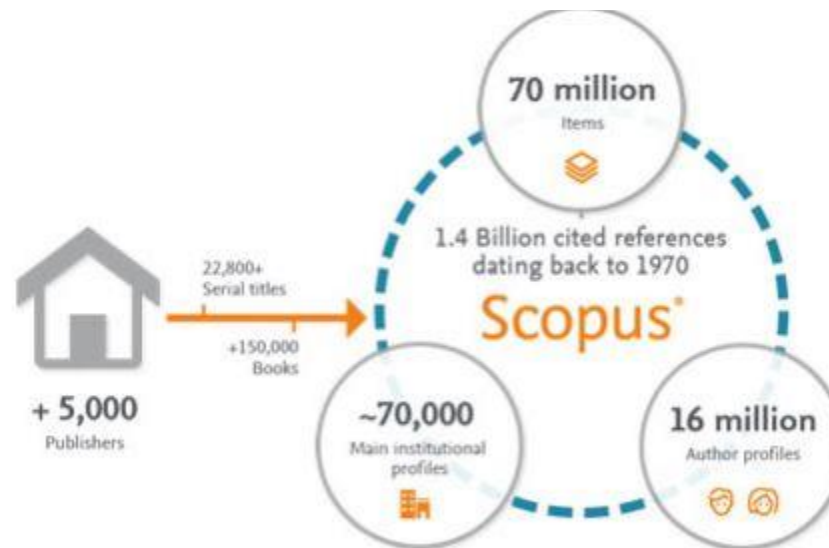 70 million
Items
1.4 Billion cited references
dating back to 1970
Scopus®
22,800+
Serial titles
+150,000
Books
+ 5,000
Publishers
~70,000
Main institutional
profiles
16 million
Author profiles